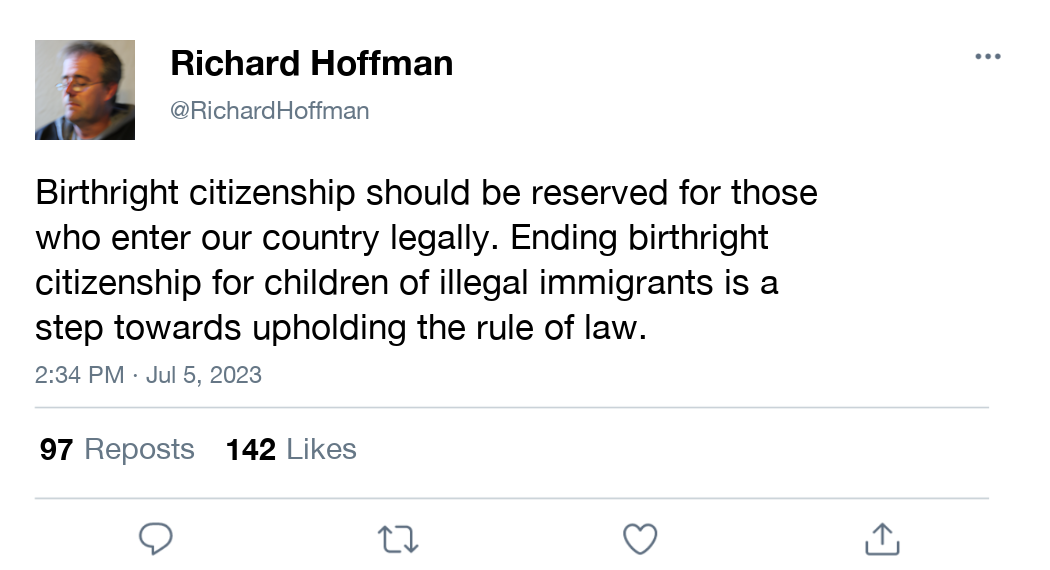 Richard Hoffman
@RichardHoffman
Birthright citizenship should be reserved for those
who enter our country legally. Ending birthright
citizenship for children of illegal immigrants is a
step towards upholding the rule of law.
2:34 PM · Jul 5, 2023
97 Reposts 142 Likes